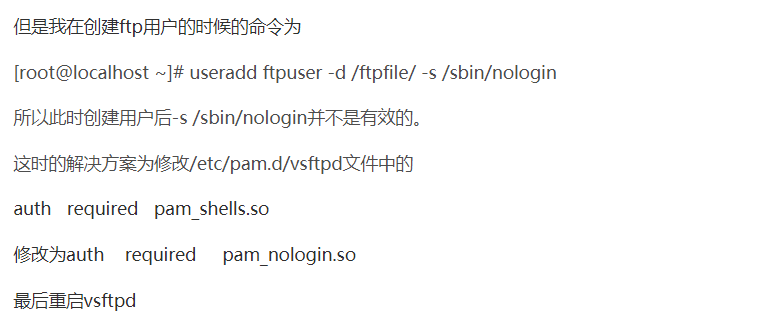 但是我在创建ftp用户的时候的命令为
[root@localhost ~]# useradd ftpuser -d /ftpfile/ -s /sbin/nologin
所以此时创建用户后-s /sbin/nologin并不是有效的。
这时的解决方案为修改/etc/pam.d/vsftpd文件中的
auth required pam_shells.so
修改为auth required pam_nologin.so
最后重启vsftpd